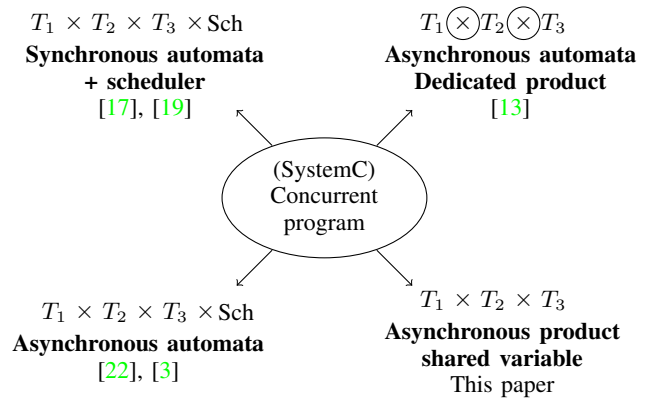 T₁ × T₂ × T₃ × Sch
Synchronous automata
+ scheduler
[17], [19]
T₁ ⊗ T₂ ⊗ T₃
Asynchronous automata
Dedicated product
[13]
(SystemC)
Concurrent
program
T₁ × T₂ × T₃ × Sch
Asynchronous automata
[22], [3]
T₁ × T₂ × T₃
Asynchronous product
shared variable
This paper